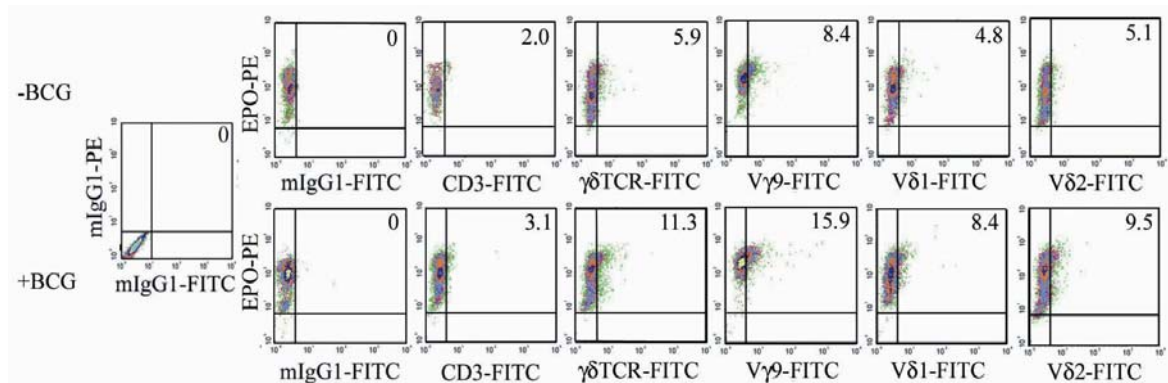 0 2.0 5.9 8.4 4.8 5.1
-BCG
EPO-PE
mIgG1-FITC CD3-FITC γδTCR-FITC Vγ9-FITC Vδ1-FITC Vδ2-FITC
0
mIgG1-PE
mIgG1-FITC
0 3.1 11.3 15.9 8.4 9.5
+BCG
EPO-PE
mIgG1-FITC CD3-FITC γδTCR-FITC Vγ9-FITC Vδ1-FITC Vδ2-FITC